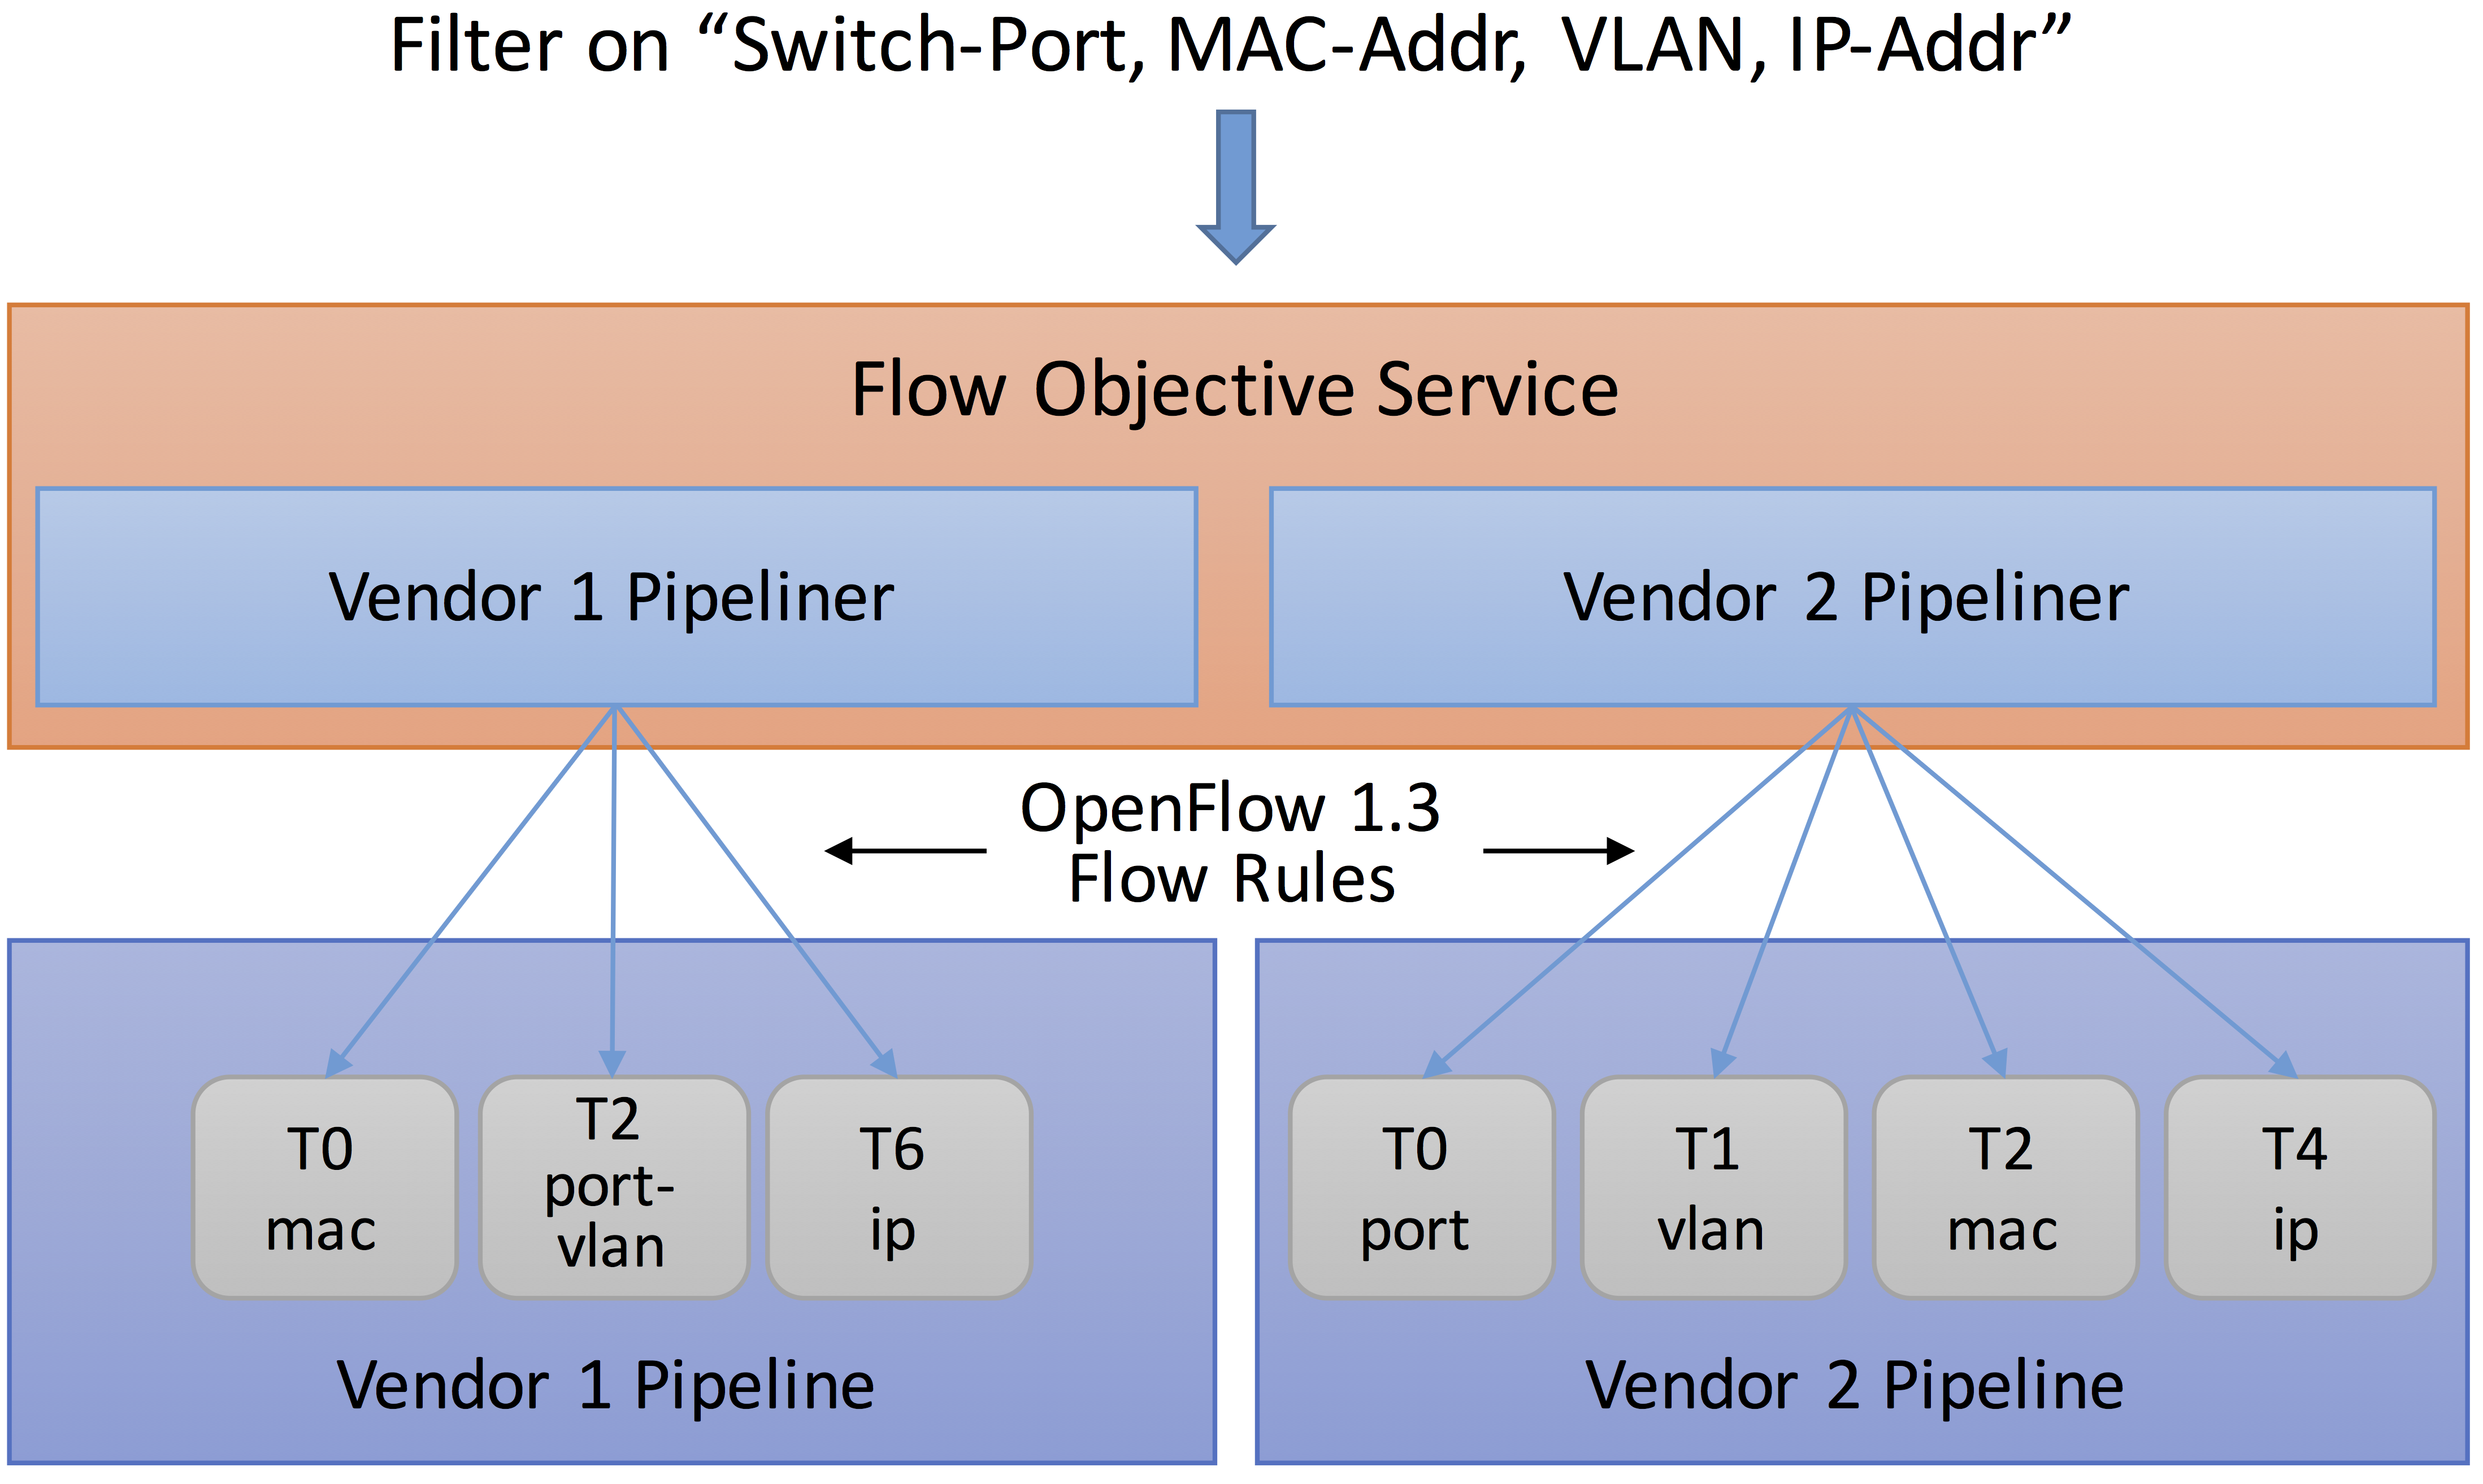 Filter on “Switch-Port, MAC-Addr, VLAN, IP-Addr”
Flow Objective Service
Vendor 1 Pipeliner
Vendor 2 Pipeliner
OpenFlow 1.3
Flow Rules
T0
mac
T2
port-
vlan
T6
ip
T0
port
T1
vlan
T2
mac
T4
ip
Vendor 1 Pipeline
Vendor 2 Pipeline